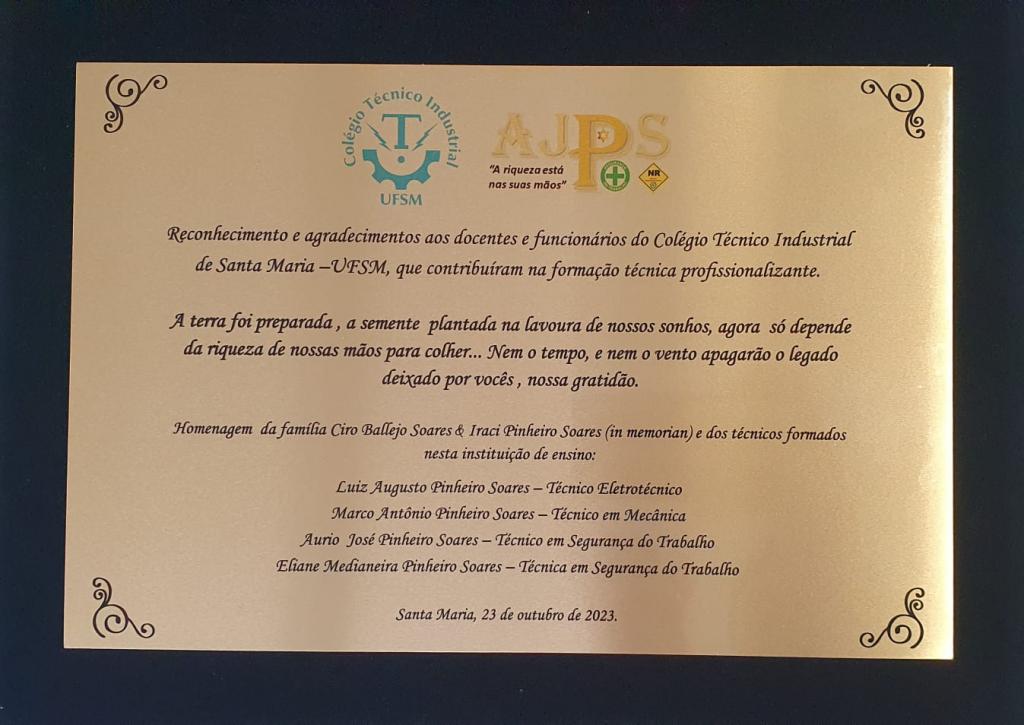 Colégio Técnico Industrial
T
UFSM
AJPS
"A riqueza está
nas suas mãos"
NR
Reconhecimento e agradecimentos aos docentes e funcionários do Colégio Técnico Industrial
de Santa Maria –UFSM, que contribuíram na formação técnica profissionalizante.
A terra foi preparada , a semente plantada na lavoura de nossos sonhos, agora só depende
da riqueza de nossas mãos para colher... Nem o tempo, e nem o vento apagarão o legado
deixado por vocês , nossa gratidão.
Homenagem da família Ciro Ballejo Soares & Iraci Pinheiro Soares (in memorian) e dos técnicos formados
nesta instituição de ensino:
Luiz Augusto Pinheiro Soares – Técnico Eletrotécnico
Marco Antônio Pinheiro Soares – Técnico em Mecânica
Aurio José Pinheiro Soares – Técnico em Segurança do Trabalho
Eliane Medianeira Pinheiro Soares – Técnica em Segurança do Trabalho
Santa Maria, 23 de outubro de 2023.